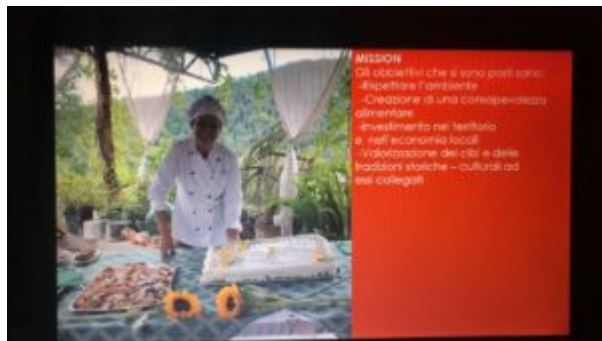 MISSION
Gli obbiettivi che si sono posti sono:
-Rispettare l'ambiente
-Creazione di una consapevolezza
alimentare
-Investimento nel territorio
e nell'economia locali
-Valorizzazione dei cibi e delle
tradizioni storiche – culturali ad
essi collegati